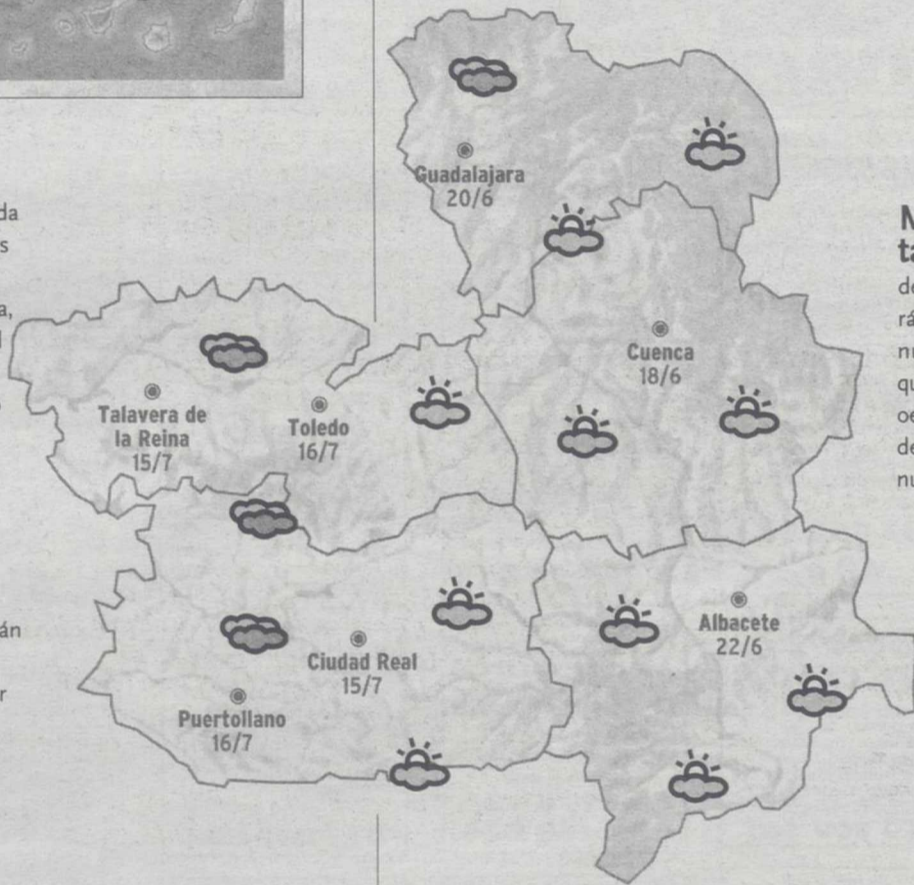 Guadalajara
20/6
Cuenca
18/6
Talavera de
la Reina
15/7
Toledo
16/7
Ciudad Real
15/7
Puertollano
16/7
Albacete
22/6